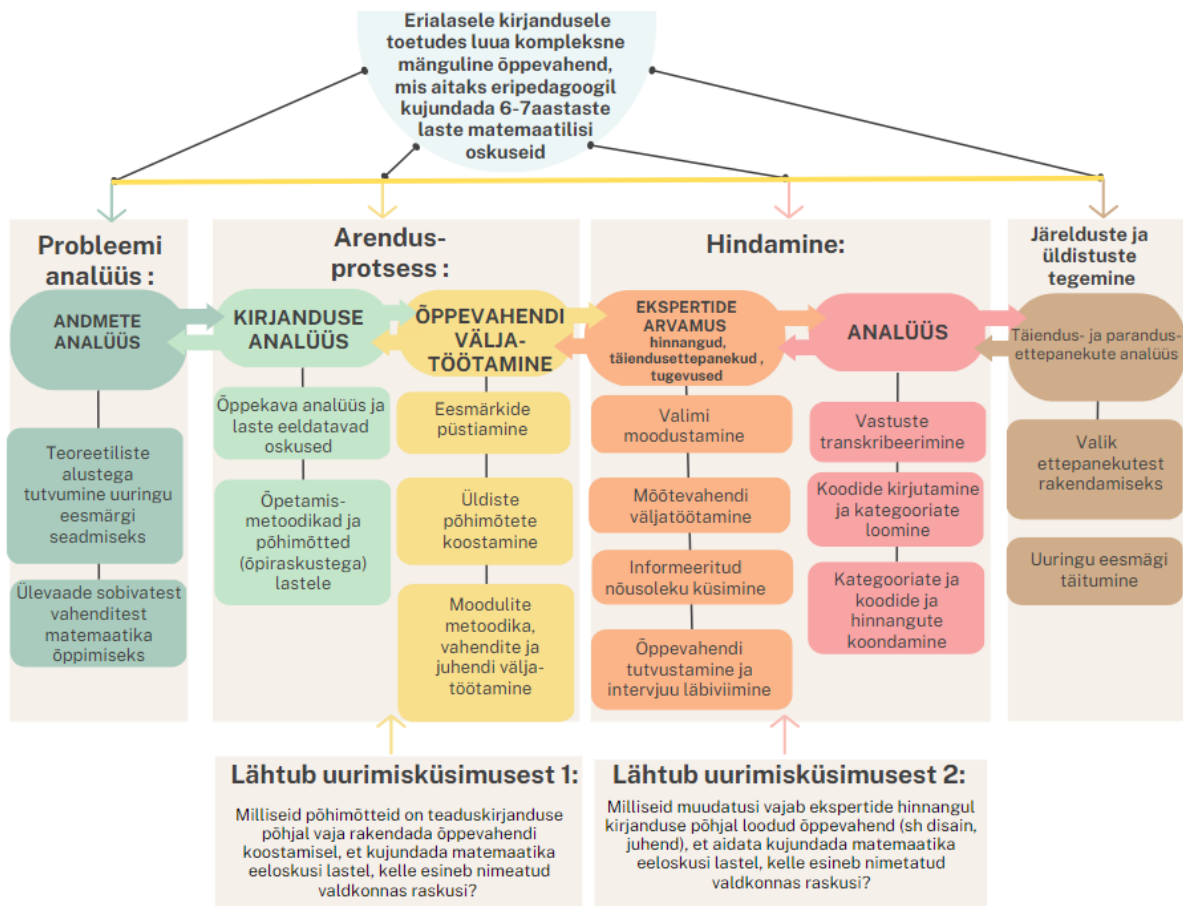 Erialasele kirjandusele
toetudes luua kompleksne
mänguline õppevahend,
mis aitaks eripedagoogil
kujundada 6-7aastaste
laste matemaatilisi
oskuseid
Probleemi
analüüs :
ANDMETE
ANALÜÜS
Teoreetiliste
alustega
tutvumine uuringu
eesmärgi
seadmiseks
Ülevaade sobivatest
vahenditest
matemaatika
õppimiseks
Arendus-
protsess :
KIRJANDUSE
ANALÜÜS
Õppekava analüüs ja
laste eeldatavad
oskused
Õpetamis-
metoodikad ja
põhimõtted
(õpiraskustega)
lastele
ÕPPEVAHENDI
VÄLJA-
TÖÖTAMINE
Eesmärkide
püstiamine
Üldiste
põhimõtete
koostamine
Moodulite
metoodika,
vahendite ja
juhendi välja-
töötamine
Hindamine:
EKSPERTIDE
ARVAMUS
hinnangud,
täiendusettepanekud ,
tugevused
Valimi
moodustamine
Mõõtevahendi
väljatöötamine
Informeeritud
nõusoleku küsimine
Õppevahendi
tutvustamine ja
intervjuu läbiviimine
ANALÜÜS
Vastuste
transkribeerimine
Koodide kirjutamine
ja kategooriate
loomine
Kategooriate ja
koodide ja
hinnangute
koondamine
Järelduste ja
üldistuste
tegemine
Täiendus- ja parandus-
ettepanekute analüüs
Valik
ettepanekutest
rakendamiseks
Uuringu eesmägi
täitumine
Lähtub uurimisküsimusest 1:
Milliseid põhimõtteid on teaduskirjanduse
põhjal vaja rakendada õppevahendi
koostamisel, et kujundada matemaatika
eeloskusi lastel, kelle esineb nimeatud
valdkonnas raskusi?
Lähtub uurimisküsimusest 2:
Milliseid muudatusi vajab ekspertide hinnangul
kirjanduse põhjal loodud õppevahend (sh disain,
juhend), et aidata kujundada matemaatika
eeloskusi lastel, kelle esineb nimetatud
valdkonnas raskusi?